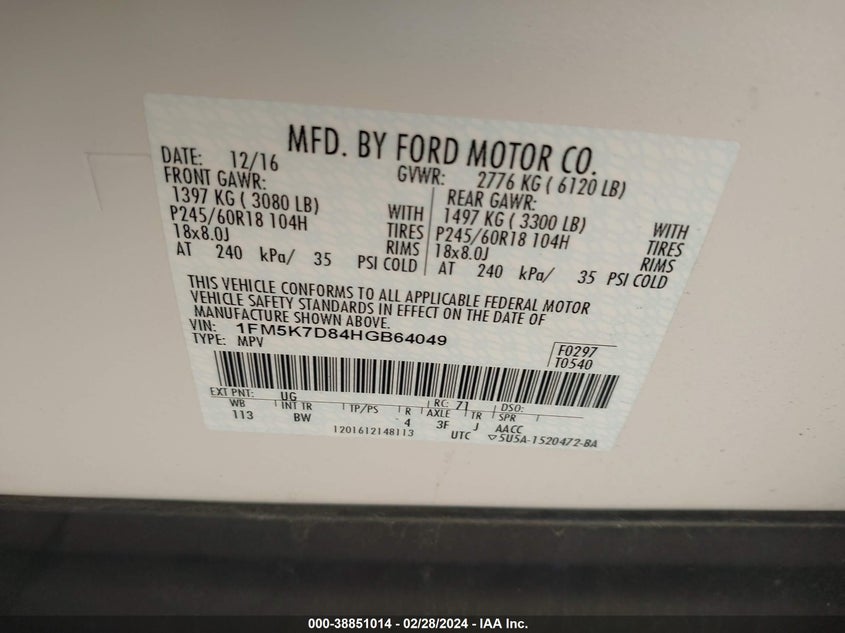 MFD. BY FORD MOTOR CO.
DATE: 12/16 GVWR: 2776 KG ( 6120 LB)
FRONT GAWR: REAR GAWR:
1397 KG ( 3080 LB) WITH 1497 KG ( 3300 LB) WITH
P245/60R18 104H TIRES P245/60R18 104H TIRES
18x8.0J RIMS 18x8.0J RIMS
AT 240 kPa/ 35 PSI COLD AT 240 kPa/ 35 PSI COLD
THIS VEHICLE CONFORMS TO ALL APPLICABLE FEDERAL MOTOR
VEHICLE SAFETY STANDARDS IN EFFECT ON THE DATE OF
MANUFACTURE SHOWN ABOVE.
VIN: 1FM5K7D84HGB64049
TYPE: MPV
F0297
T0540
EXT PNT: UG RC: 71 DSO:
WB INT TR TP/PS R AXLE TR SPR
113 BW 4 3F J AACC
1201612148113 UTC ▽5U5A-1520472-BA
000-38851014 - 02/28/2024 - IAA Inc.